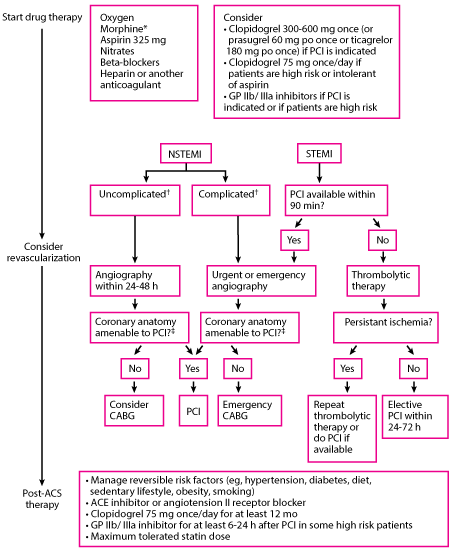 Start drug therapy
Oxygen
Morphine*
Aspirin 325 mg
Nitrates
Beta-blockers
Heparin or another
anticoagulant
Consider
• Clopidogrel 300-600 mg once (or
prasugrel 60 mg po once or ticagrelor
180 mg po once) if PCI is indicated
• Clopidogrel 75 mg once/day if
patients are high risk or intolerant
of aspirin
• GP IIb/ IIIa inhibitors if PCI is
indicated or if patients are high risk
NSTEMI
STEMI
Uncomplicated†
Complicated†
PCI available within
90 min?
Yes
No
Consider
revascularization
Angiography
within 24-48 h
Urgent or emergency
angiography
Thrombolytic
therapy
Coronary anatomy
amenable to PCI?‡
Coronary anatomy
amenable to PCI?‡
Persistant ischemia?
No
Yes
No
Yes
No
Consider
CABG
PCI
Emergency
CABG
Repeat
thrombolytic
therapy or
do PCI if
available
Elective
PCI within
24-72 h
Post-ACS
therapy
• Manage reversible risk factors (eg, hypertension, diabetes, diet,
sedentary lifestyle, obesity, smoking)
• ACE inhibitor or angiotension II receptor blocker
• Clopidogrel 75 mg once/day for at least 12 mo
• GP IIb/ IIIa inhibitor for at least 6-24 h after PCI in some high risk patients
• Maximum tolerated statin dose